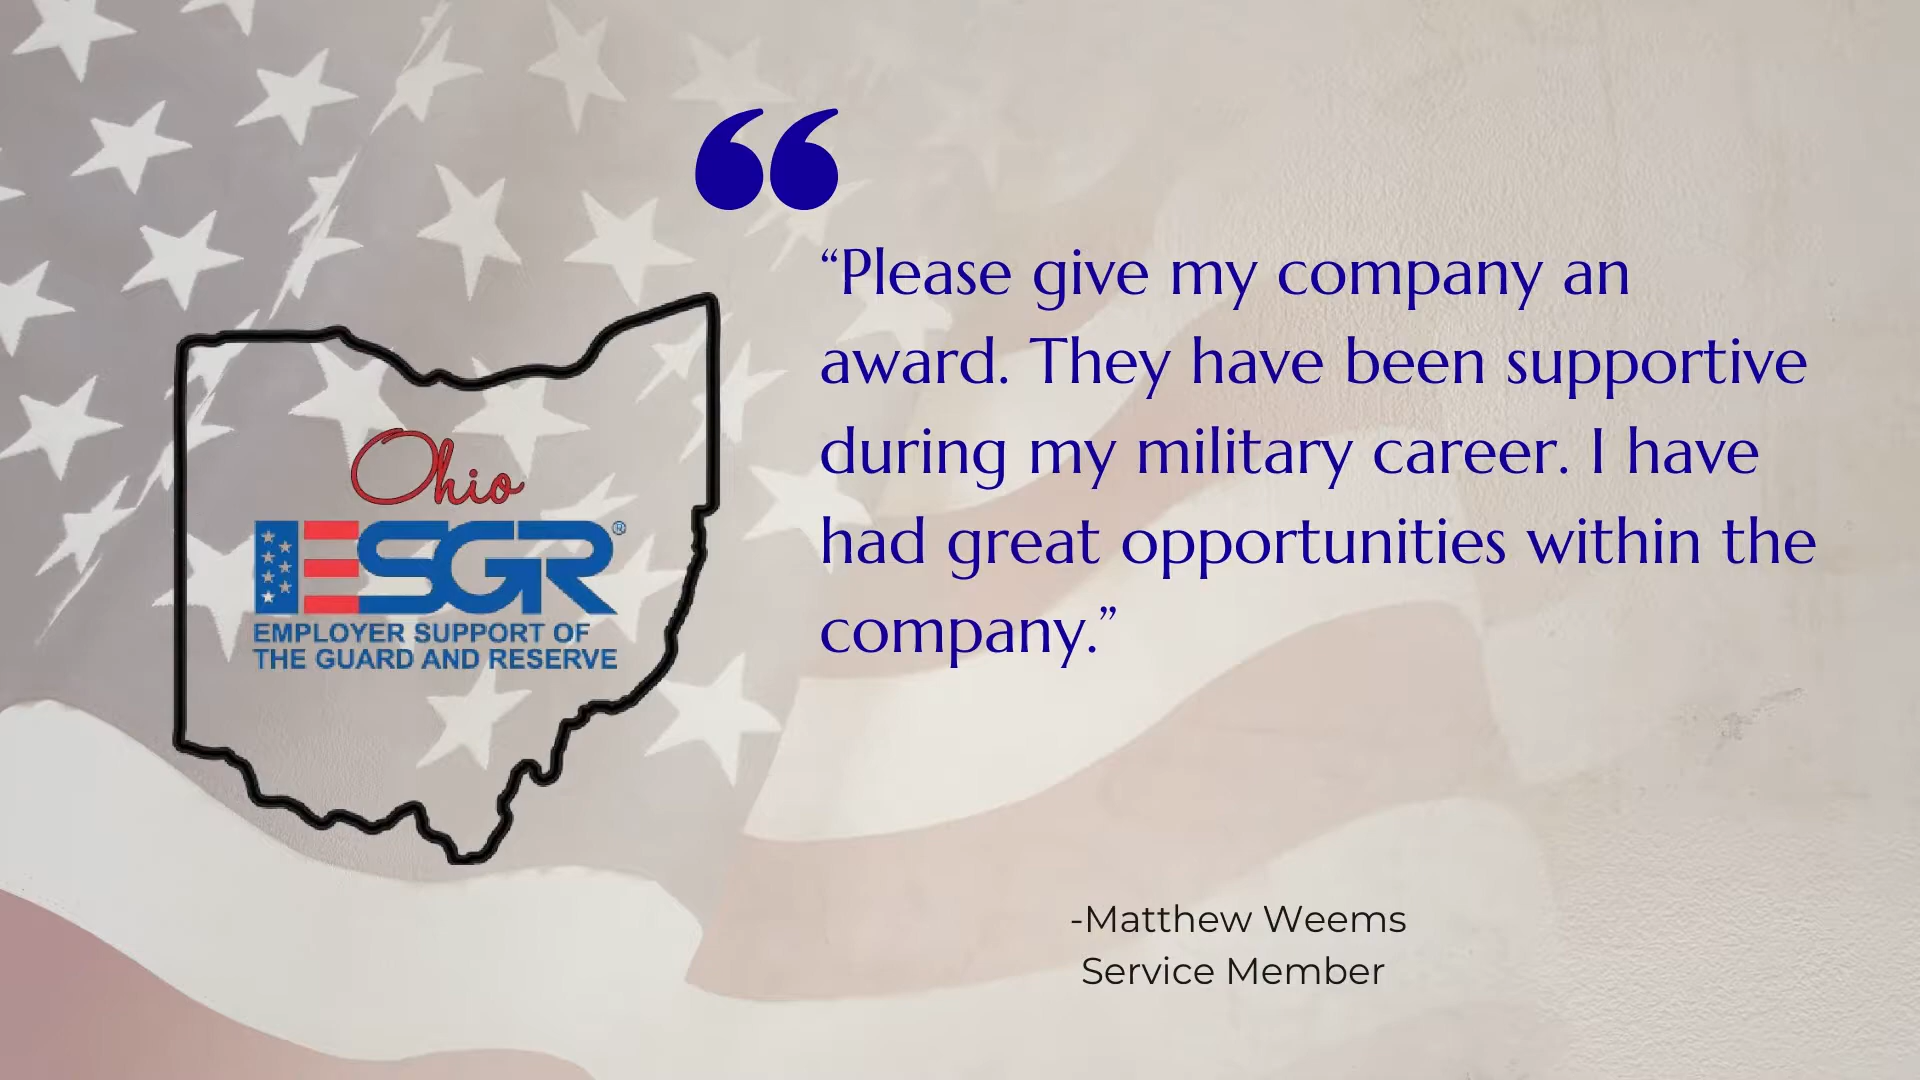 Ohio
ESGR®
EMPLOYER SUPPORT OF
THE GUARD AND RESERVE
“
“Please give my company an
award. They have been supportive
during my military career. I have
had great opportunities within the
company.”
-Matthew Weems
Service Member